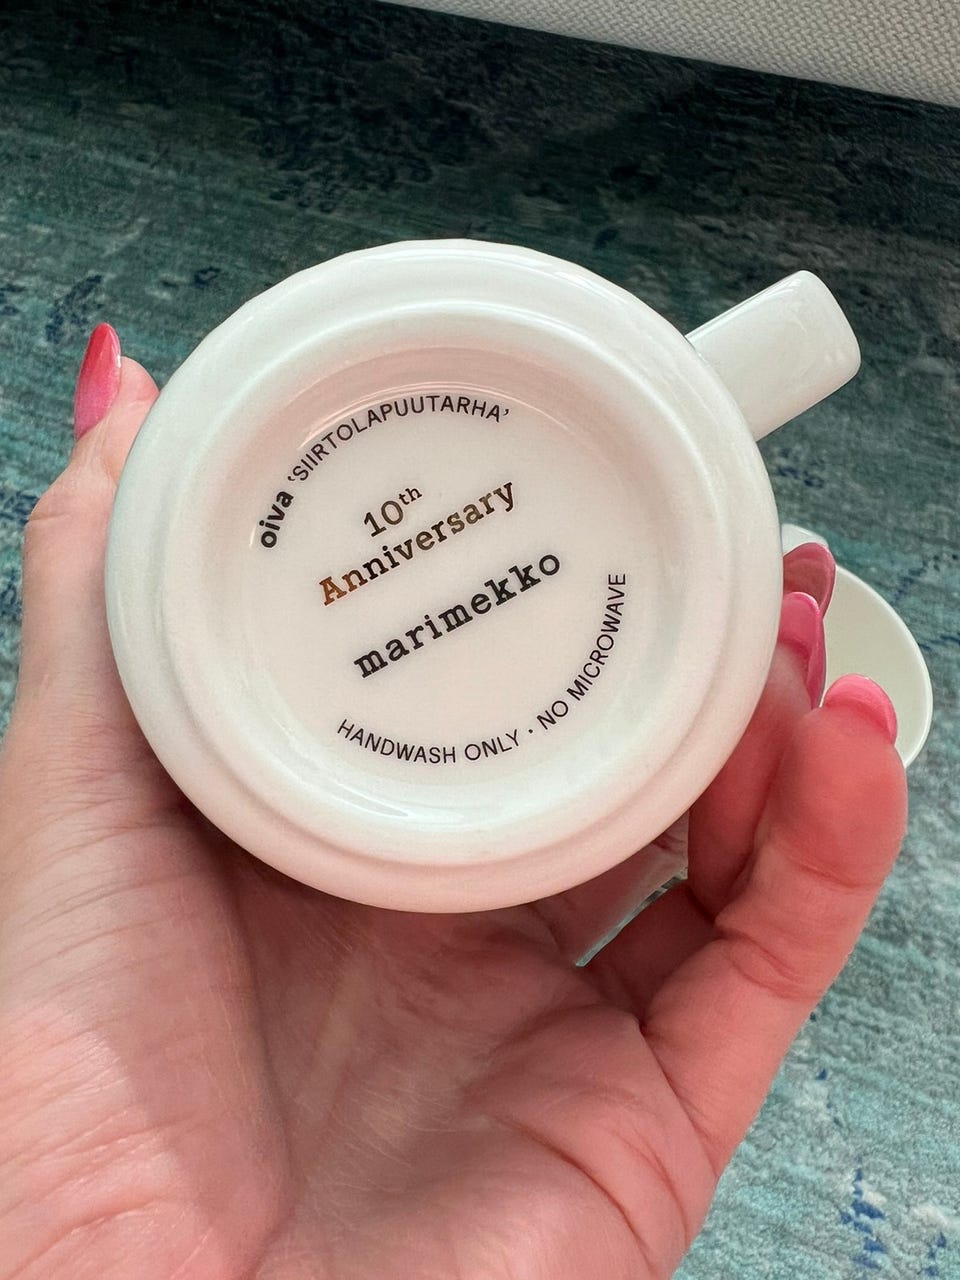 oiva ‘SIIRTOLAPUUTARHA’
10th
Anniversary
marimekko
HANDWASH ONLY · NO MICROWAVE